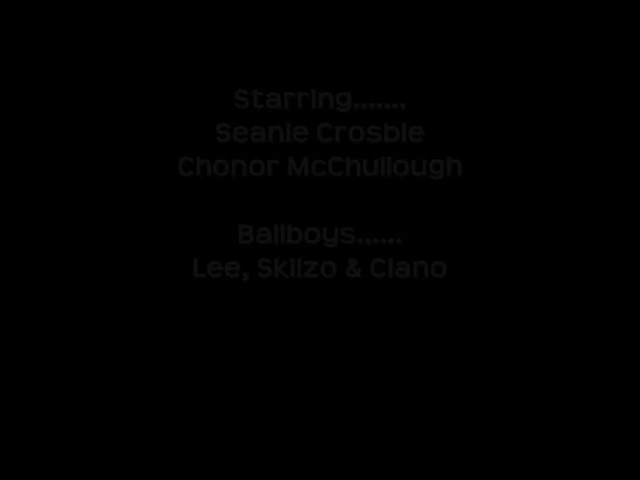 Starring.......
Seanie Crosbie
Chonor McChullough
Ballboys......
Lee, Skilzo & Ciano